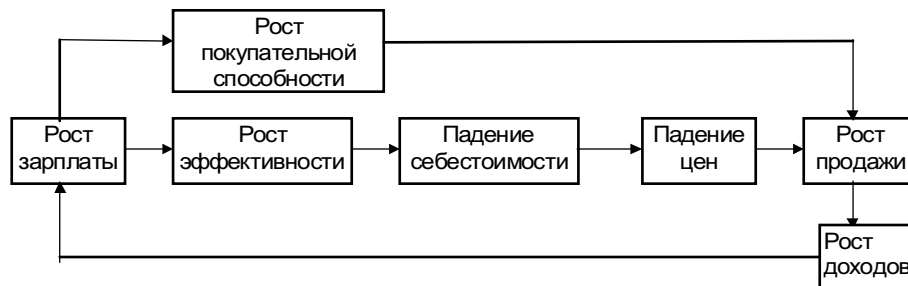 Рост
покупательной
способности
Рост
зарплаты
Рост
эффективности
Падение
себестоимости
Падение
цен
Рост
продажи
Рост
доходов